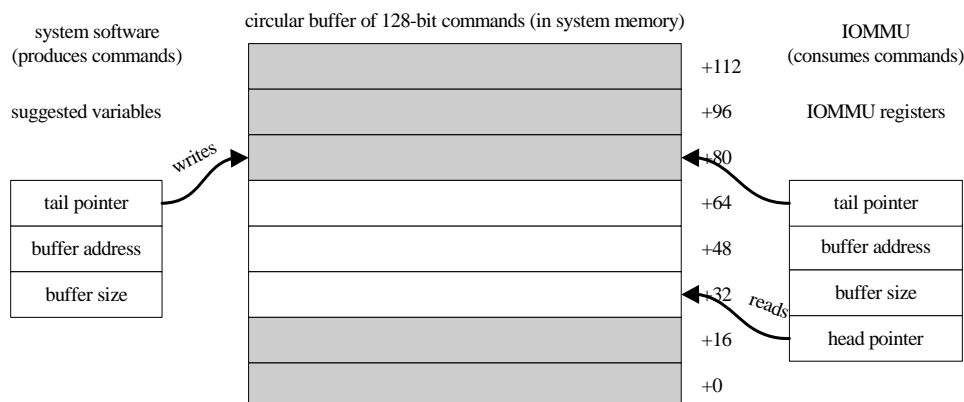 circular buffer of 128-bit commands (in system memory)
system software
(produces commands)
IOMMU
(consumes commands)
suggested variables
IOMMU registers
+112
+96
+80
+64
+48
+32
+16
+0
writes
reads
tail pointer
buffer address
buffer size
tail pointer
buffer address
buffer size
head pointer